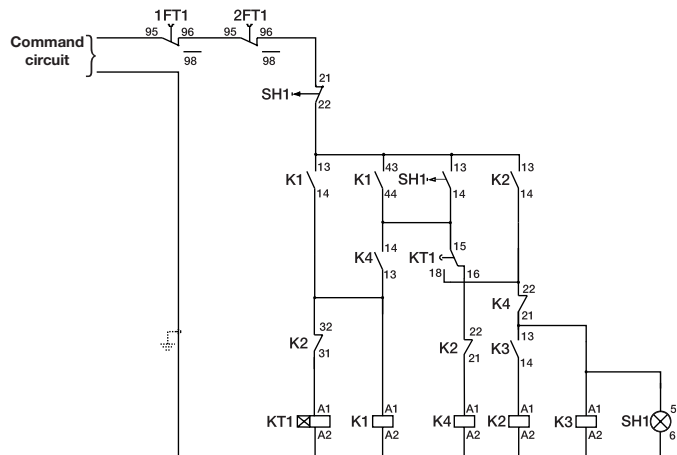 1FT1 2FT1
Command
circuit
95 96 95 96
98 98
21
SH1
22
13 43 13 13
K1 K1 SH1 K2
14 44 14 14
14 15
K4 KT1
13 18 16
22
K4
32 21
K2 22 13
31 K2 K3
21 14
A1 A1 A1 A1 A1 5
KT1 K1 K4 K2 K3 SH1
A2 A2 A2 A2 A2 6